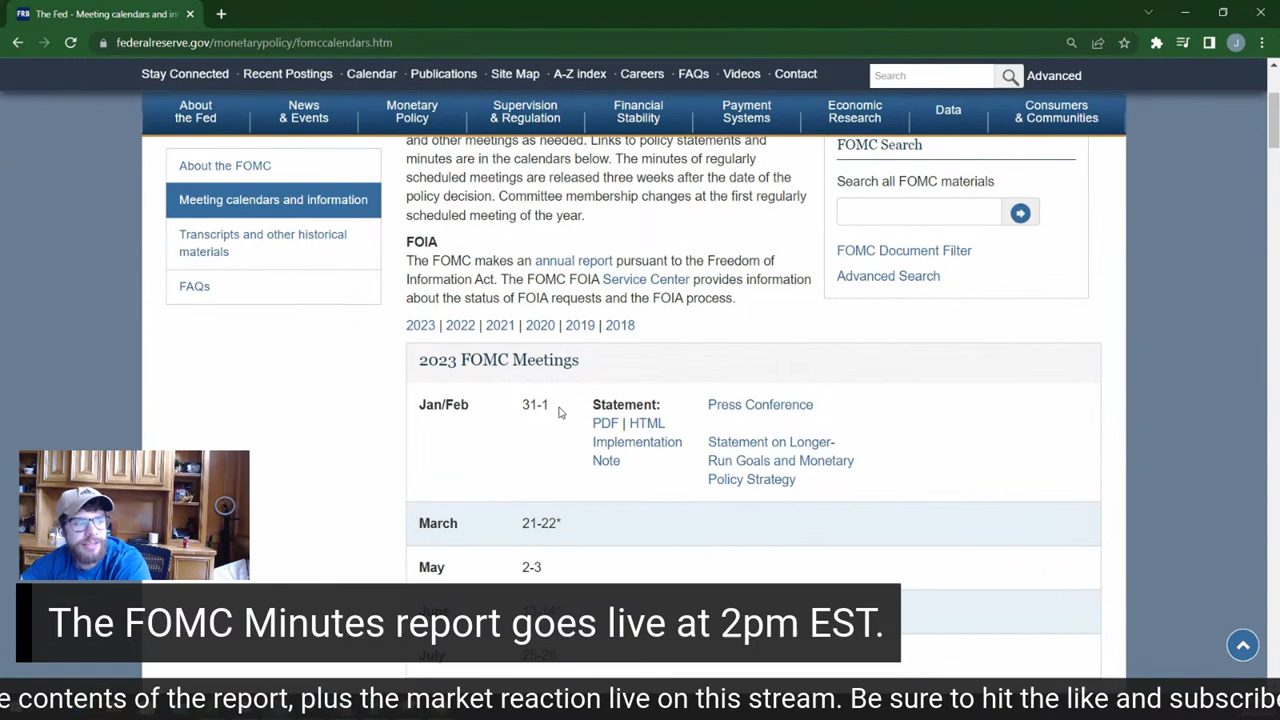 The Fed - Meeting calendars and in
federalreserve.gov/monetarypolicy/fomccalendars.htm
J
Stay Connected · Recent Postings · Calendar · Publications · Site Map · A-Z index · Careers · FAQs · Videos · Contact
Search
Advanced
About the Fed
News & Events
Monetary Policy
Supervision & Regulation
Financial Stability
Payment Systems
Economic Research
Data
Consumers & Communities
About the FOMC
Meeting calendars and information
Transcripts and other historical
materials
FAQs
and other meetings as needed. Links to policy statements and
minutes are in the calendars below. The minutes of regularly
scheduled meetings are released three weeks after the date of the
policy decision. Committee membership changes at the first regularly
scheduled meeting of the year.
FOIA
The FOMC makes an annual report pursuant to the Freedom of
Information Act. The FOMC FOIA Service Center provides information
about the status of FOIA requests and the FOIA process.
FOMC Search
Search all FOMC materials
FOMC Document Filter
Advanced Search
2023 | 2022 | 2021 | 2020 | 2019 | 2018
2023 FOMC Meetings
Jan/Feb
31-1
Statement:
PDF | HTML
Implementation
Note
Press Conference
Statement on Longer-
Run Goals and Monetary
Policy Strategy
March
21-22*
May
2-3
June
13-14*
July
25-26
The FOMC Minutes report goes live at 2pm EST.
e contents of the report, plus the market reaction live on this stream. Be sure to hit the like and subscribe